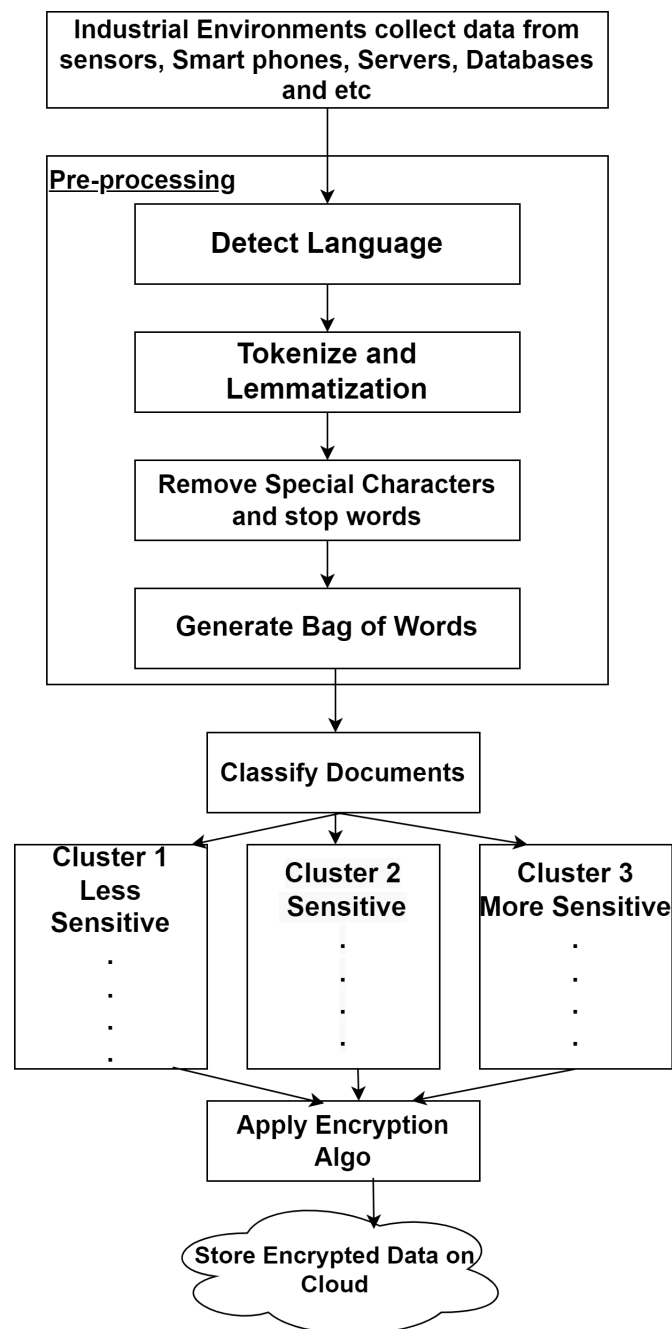 Industrial Environments collect data from
sensors, Smart phones, Servers, Databases
and etc
Pre-processing
Detect Language
Tokenize and
Lemmatization
Remove Special Characters
and stop words
Generate Bag of Words
Classify Documents
Cluster 1
Less
Sensitive
.
.
.
.
Cluster 2
Sensitive
.
.
.
.
Cluster 3
More Sensitive
.
.
.
.
Apply Encryption
Algo
Store Encrypted Data on
Cloud